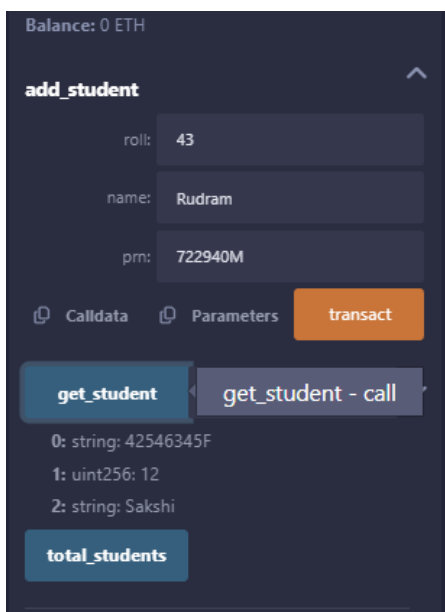 Balance: 0 ETH
add_student
roll: 43
name: Rudram
prn: 722940M
Calldata Parameters transact
get_student get_student - call
0: string: 42546345F
1: uint256: 12
2: string: Sakshi
total_students